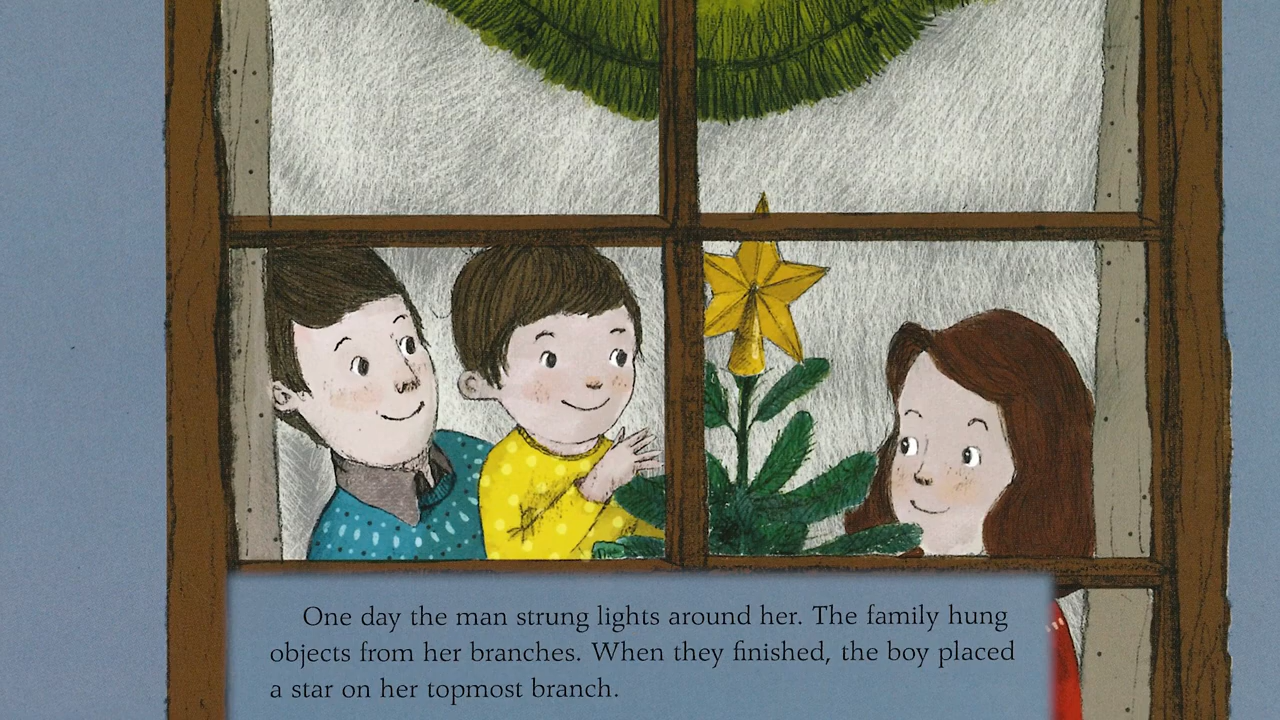 One day the man strung lights around her. The family hung
objects from her branches. When they finished, the boy placed
a star on her topmost branch.